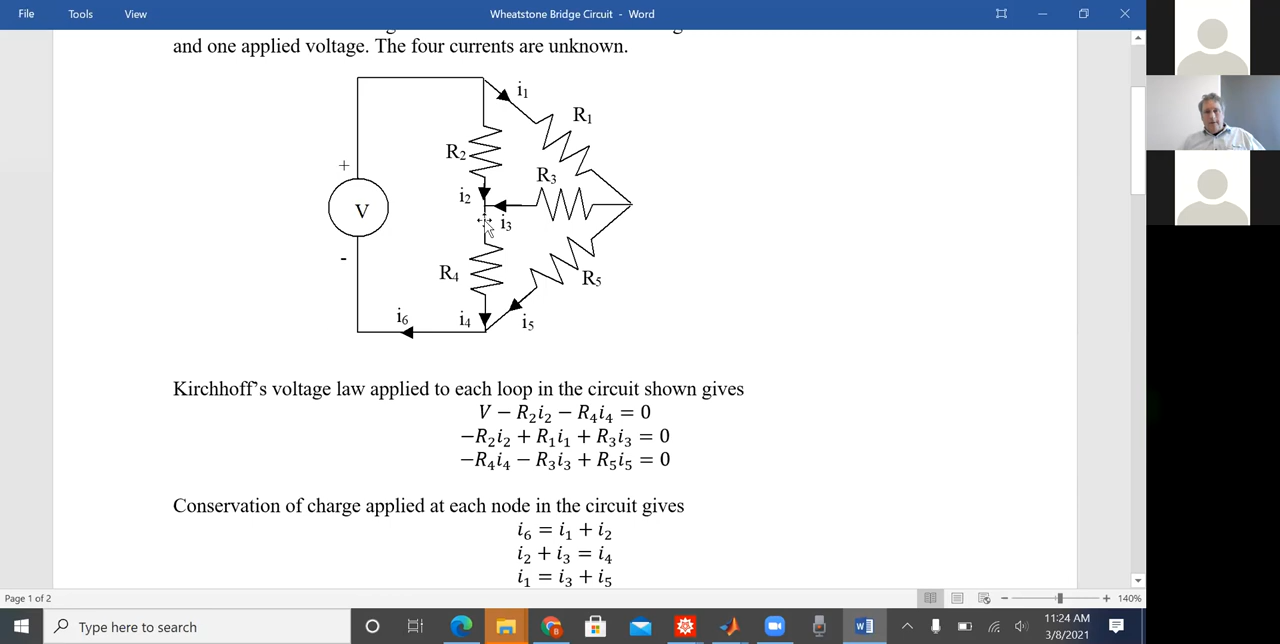 File Tools View Wheatstone Bridge Circuit - Word
and one applied voltage. The four currents are unknown.
i₁
R₁
+
R₂
R₃
i₂
V
i₃
-
R₄
R₅
i₆
i₄
i₅
Kirchhoff's voltage law applied to each loop in the circuit shown gives
V − R₂i₂ − R₄i₄ = 0
−R₂i₂ + R₁i₁ + R₃i₃ = 0
−R₄i₄ − R₃i₃ + R₅i₅ = 0
Conservation of charge applied at each node in the circuit gives
i₆ = i₁ + i₂
i₂ + i₃ = i₄
i₁ = i₃ + i₅
Page 1 of 2
140%
Type here to search
11:24 AM
3/8/2021